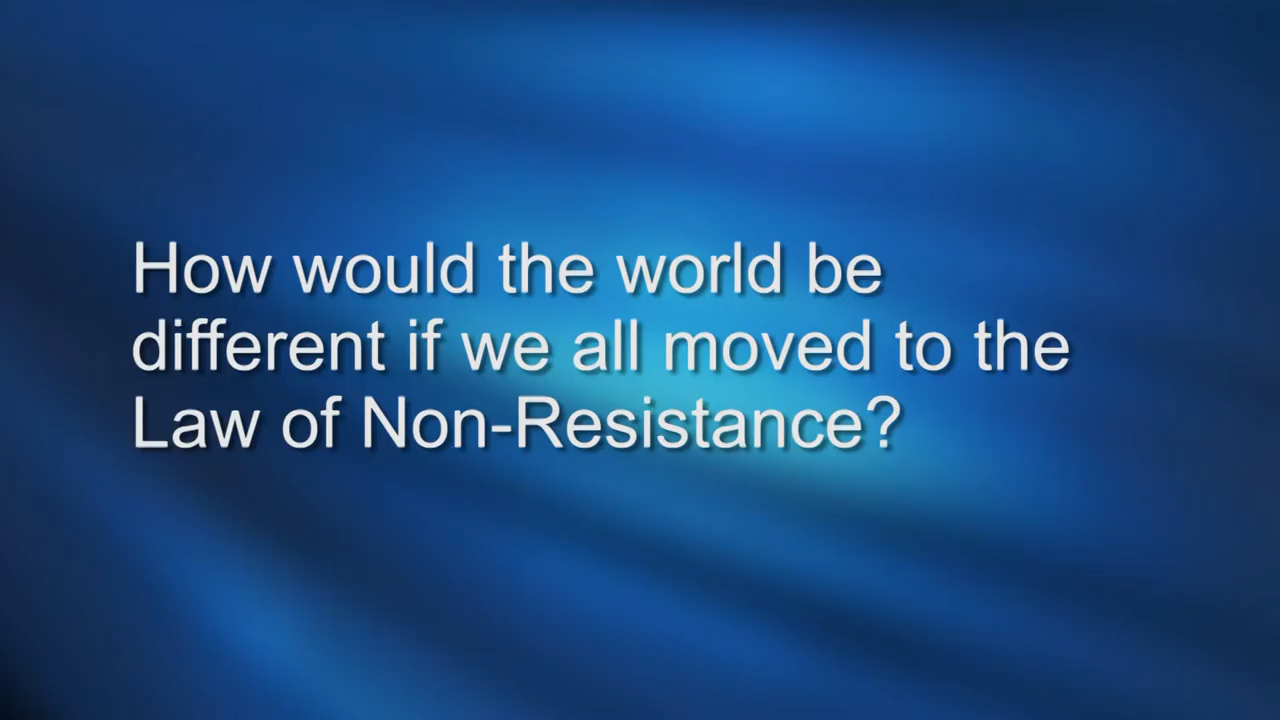 How would the world be
different if we all moved to the
Law of Non-Resistance?